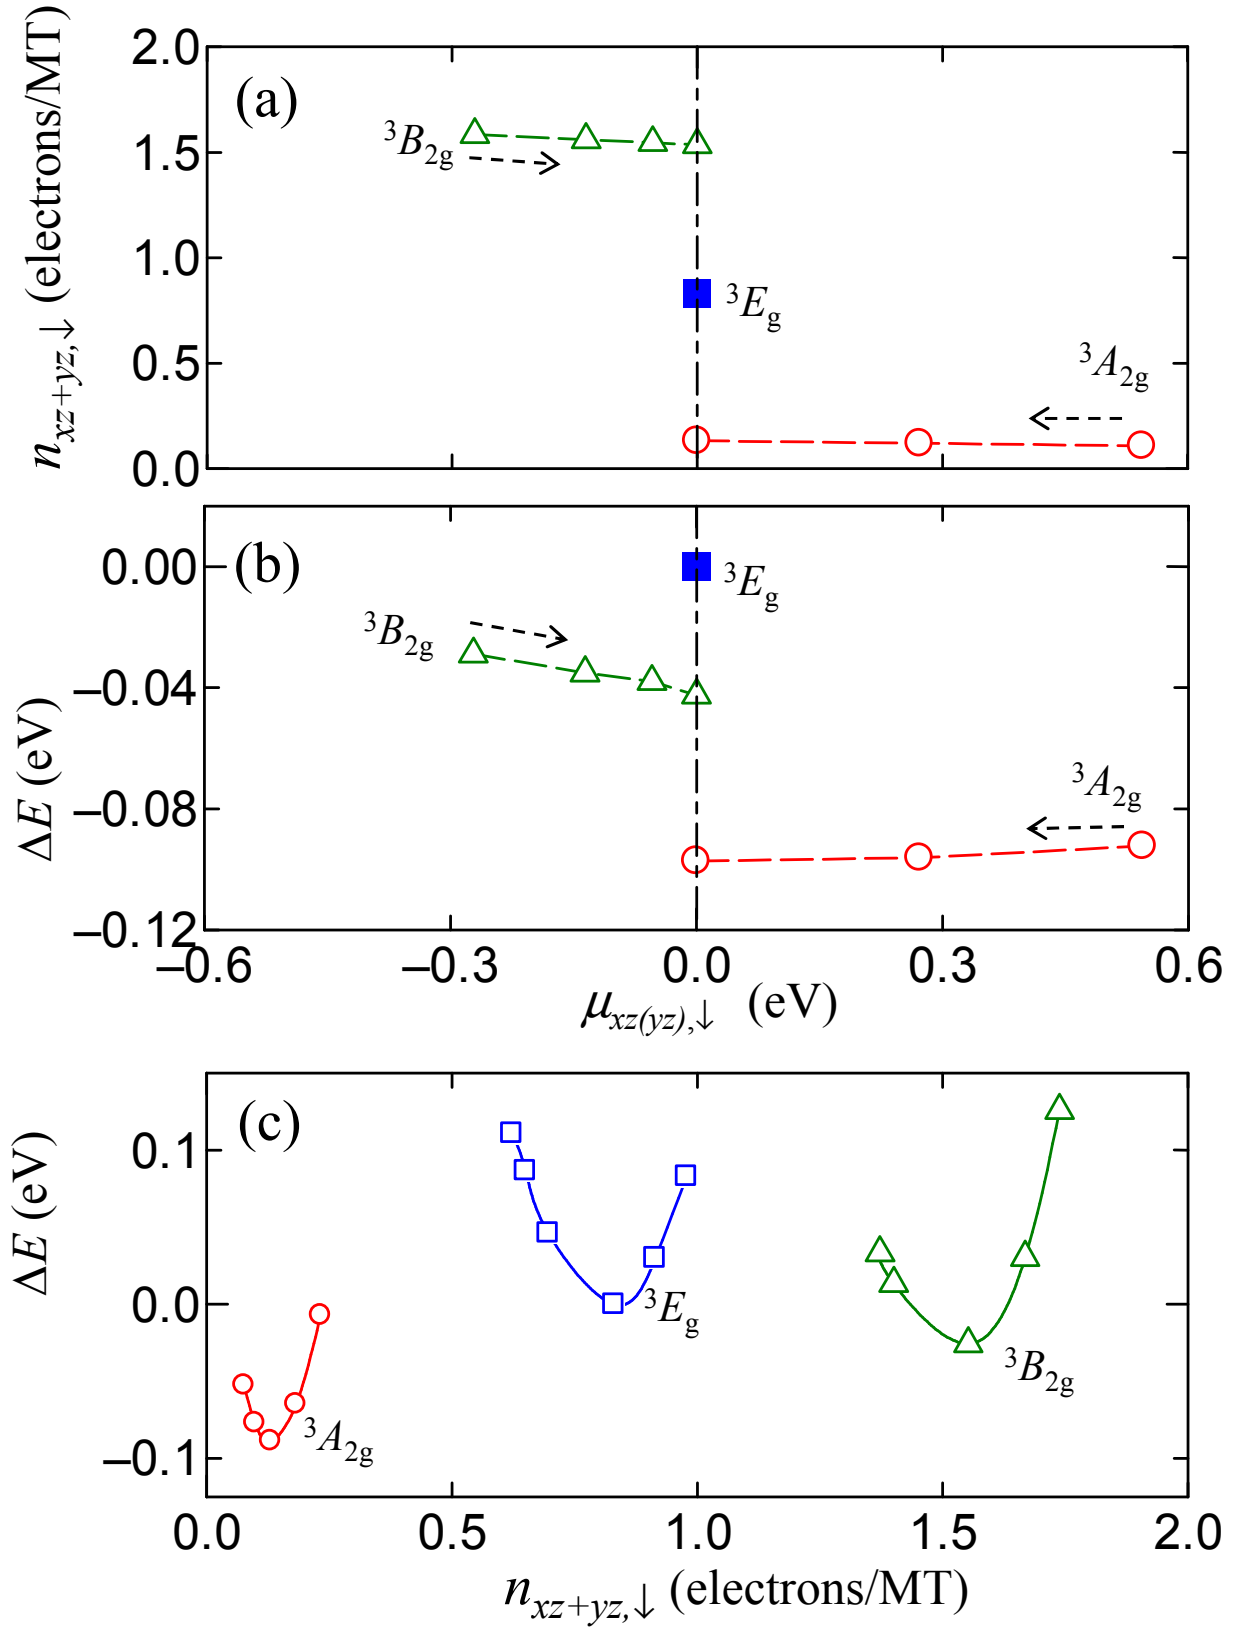 n_xz+yz,↓ (electrons/MT)
2.0
1.5
1.0
0.5
0.0
(a)
³B₂g
³Eg
³A₂g
ΔE (eV)
0.00
–0.04
–0.08
–0.12
(b)
³Eg
³B₂g
³A₂g
–0.6 –0.3 0.0 0.3 0.6
μ_xz(yz),↓ (eV)
ΔE (eV)
0.1
0.0
–0.1
(c)
³Eg
³B₂g
³A₂g
0.0 0.5 1.0 1.5 2.0
n_xz+yz,↓ (electrons/MT)